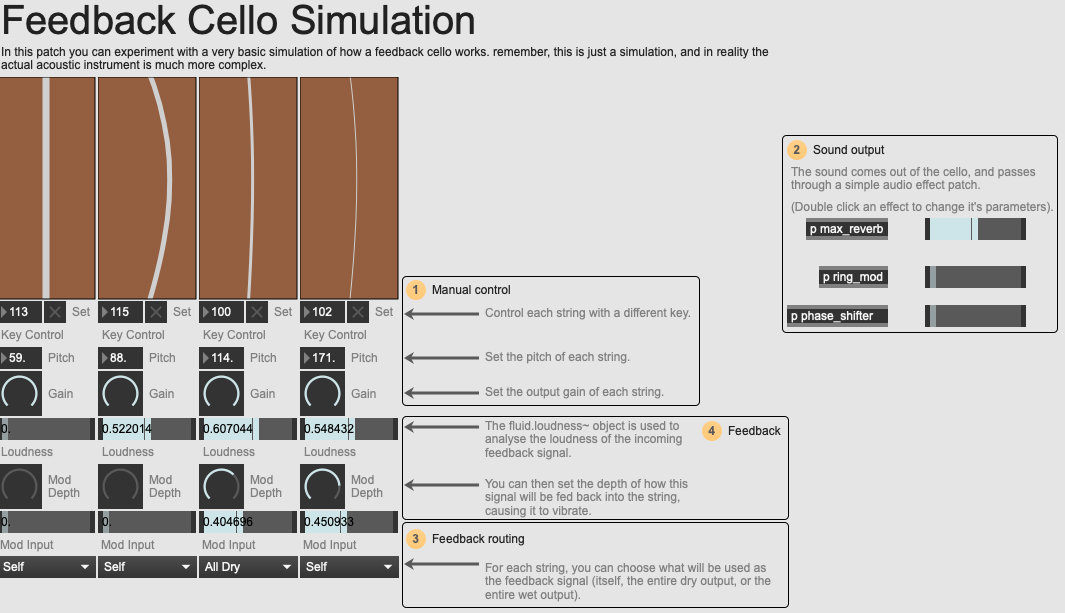 Feedback Cello Simulation
In this patch you can experiment with a very basic simulation of how a feedback cello works. remember, this is just a simulation, and in reality the
actual acoustic instrument is much more complex.
113 Set 115 Set 100 Set 102 Set
Key Control Key Control Key Control Key Control
59. Pitch 88. Pitch 114. Pitch 171. Pitch
Gain Gain Gain Gain
0. 0.522014 0.607044 0.548432
Loudness Loudness Loudness Loudness
Mod Mod Mod Mod
Depth Depth Depth Depth
0. 0. 0.404696 0.450933
Mod Input Mod Input Mod Input Mod Input
Self Self All Dry Self
1 Manual control
Control each string with a different key.
Set the pitch of each string.
Set the output gain of each string.
2 Sound output
The sound comes out of the cello, and passes
through a simple audio effect patch.
(Double click an effect to change it's parameters).
p max_reverb
p ring_mod
p phase_shifter
4 Feedback
The fluid.loudness~ object is used to
analyse the loudness of the incoming
feedback signal.
You can then set the depth of how this
signal will be fed back into the string,
causing it to vibrate.
3 Feedback routing
For each string, you can choose what will be used as
the feedback signal (itself, the entire dry output, or the
entire wet output).